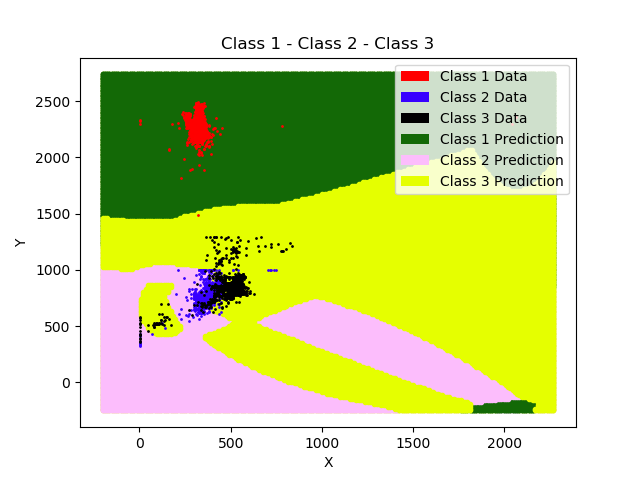 Class 1 - Class 2 - Class 3
Class 1 Data
Class 2 Data
Class 3 Data
Class 1 Prediction
Class 2 Prediction
Class 3 Prediction
2500
2000
1500
1000
500
0
Y
0 500 1000 1500 2000
X